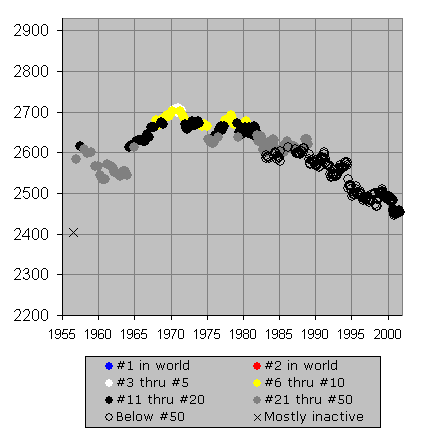 2900
2800
2700
2600
2500
2400
2300
2200
1955 1960 1965 1970 1975 1980 1985 1990 1995 2000
#1 in world #2 in world
#3 thru #5 #6 thru #10
#11 thru #20 #21 thru #50
Below #50 Mostly inactive